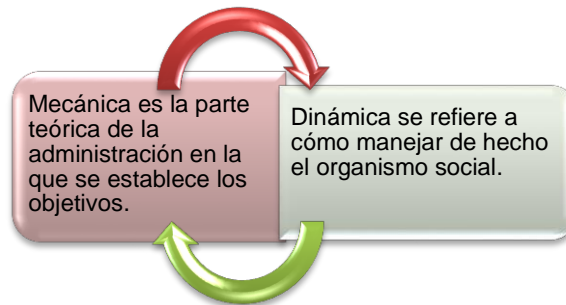 Mecánica es la parte
teórica de la
administración en la
que se establece los
objetivos.
Dinámica se refiere a
cómo manejar de hecho
el organismo social.